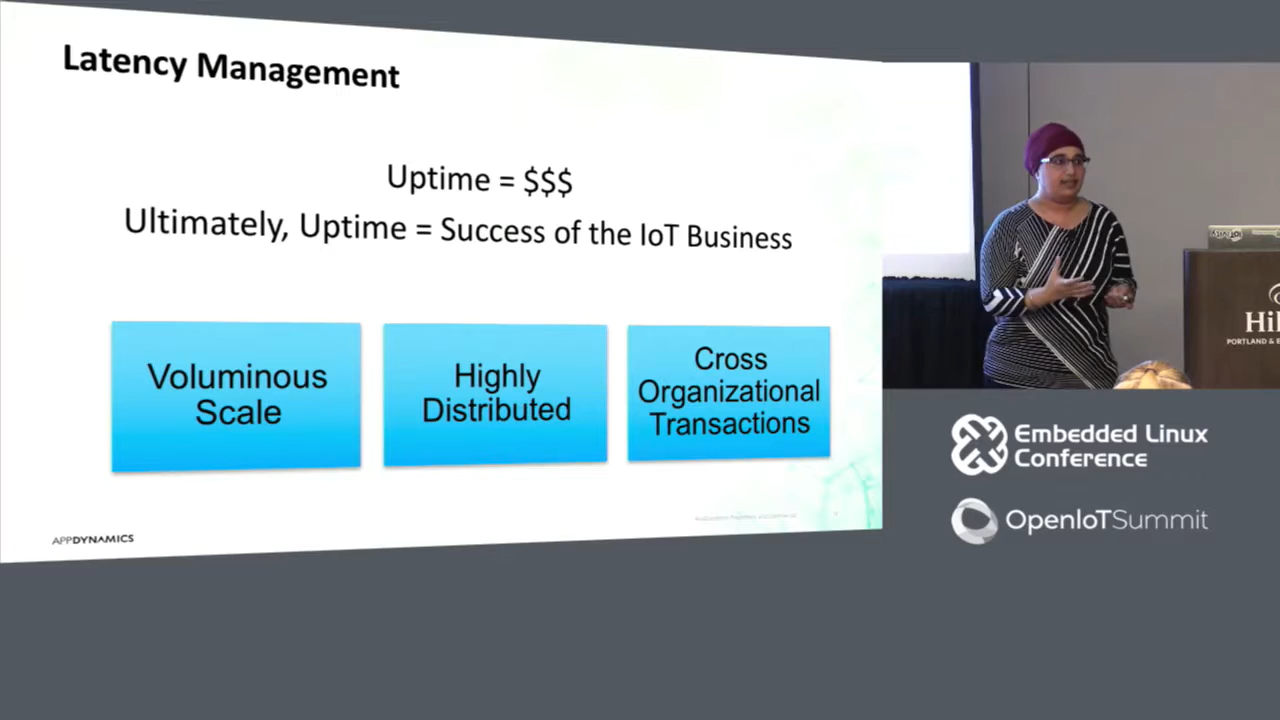 Latency Management
Uptime = $$$
Ultimately, Uptime = Success of the IoT Business
Voluminous
Scale
Highly
Distributed
Cross
Organizational
Transactions
APPDYNAMICS
PORTLAND &
Embedded Linux
Conference
OpenIoTSummit